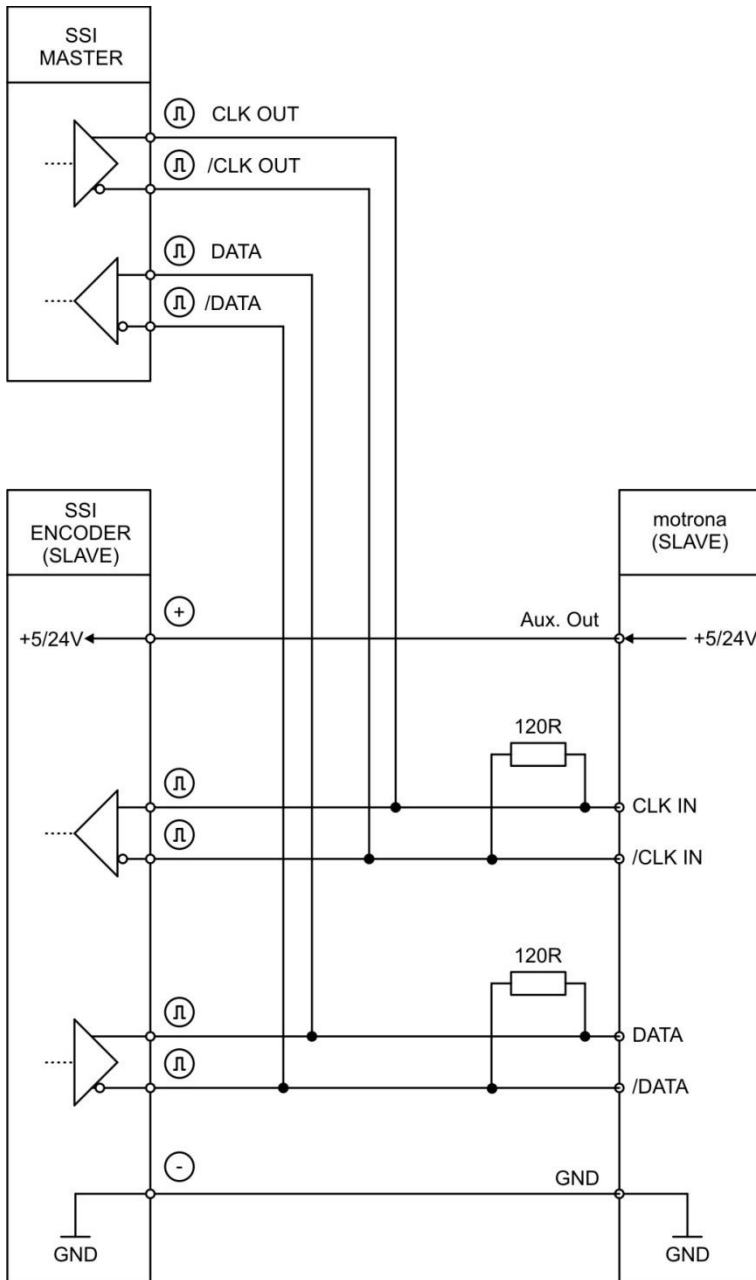 SSI
MASTER
CLK OUT
/CLK OUT
DATA
/DATA
SSI
ENCODER
(SLAVE)
motrona
(SLAVE)
+
Aux. Out
+5/24V
+5/24V
120R
CLK IN
/CLK IN
120R
DATA
/DATA
-
GND
GND
GND